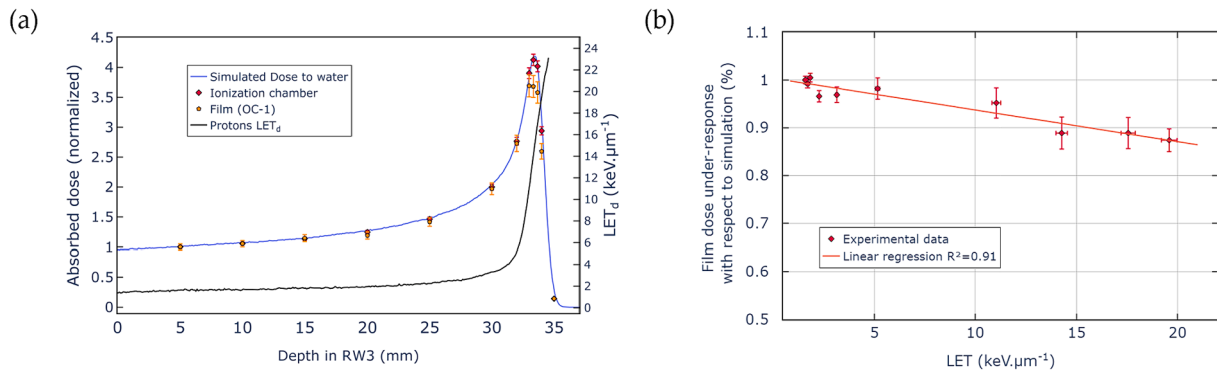 (a)
4.5
4
3.5
3
2.5
2
1.5
1
0.5
0
Absorbed dose (normalized)
Simulated Dose to water
Ionization chamber
Film (OC-1)
Protons LETd
24
22
20
18
16
14
12
10
8
6
4
2
0
LETd (keV.μm⁻¹)
0 5 10 15 20 25 30 35
Depth in RW3 (mm)
(b)
1.1
1
0.9
0.8
0.7
0.6
0.5
Film dose under-response
with respect to simulation (%)
Experimental data
Linear regression R²=0.91
5 10 15 20
LET (keV.μm⁻¹)